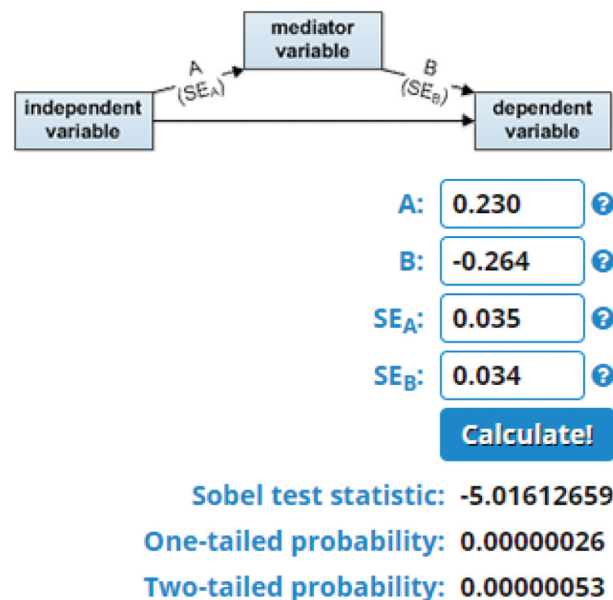 mediator
variable
A
(SEA)
B
(SEB)
independent
variable
dependent
variable
A: 0.230 ?
B: -0.264 ?
SEA: 0.035 ?
SEB: 0.034 ?
Calculate!
Sobel test statistic: -5.01612659
One-tailed probability: 0.00000026
Two-tailed probability: 0.00000053